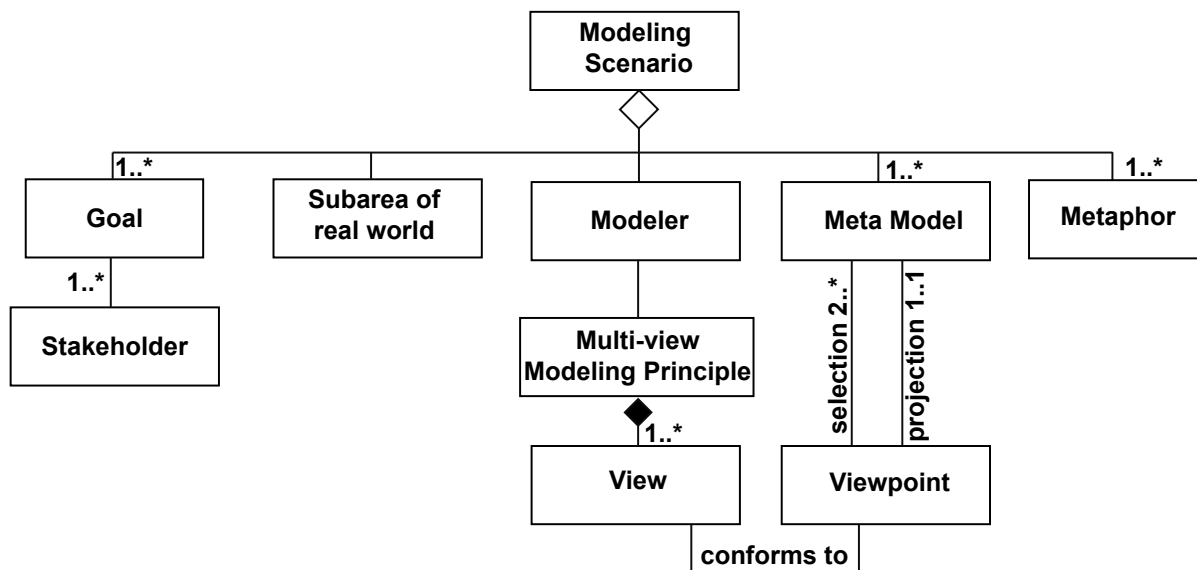 Modeling
Scenario
1..*
1..*
1..*
Goal
Subarea of
real world
Modeler
Meta Model
Metaphor
1..*
Stakeholder
Multi-view
Modeling Principle
selection 2..*
projection 1..1
1..*
View
Viewpoint
conforms to